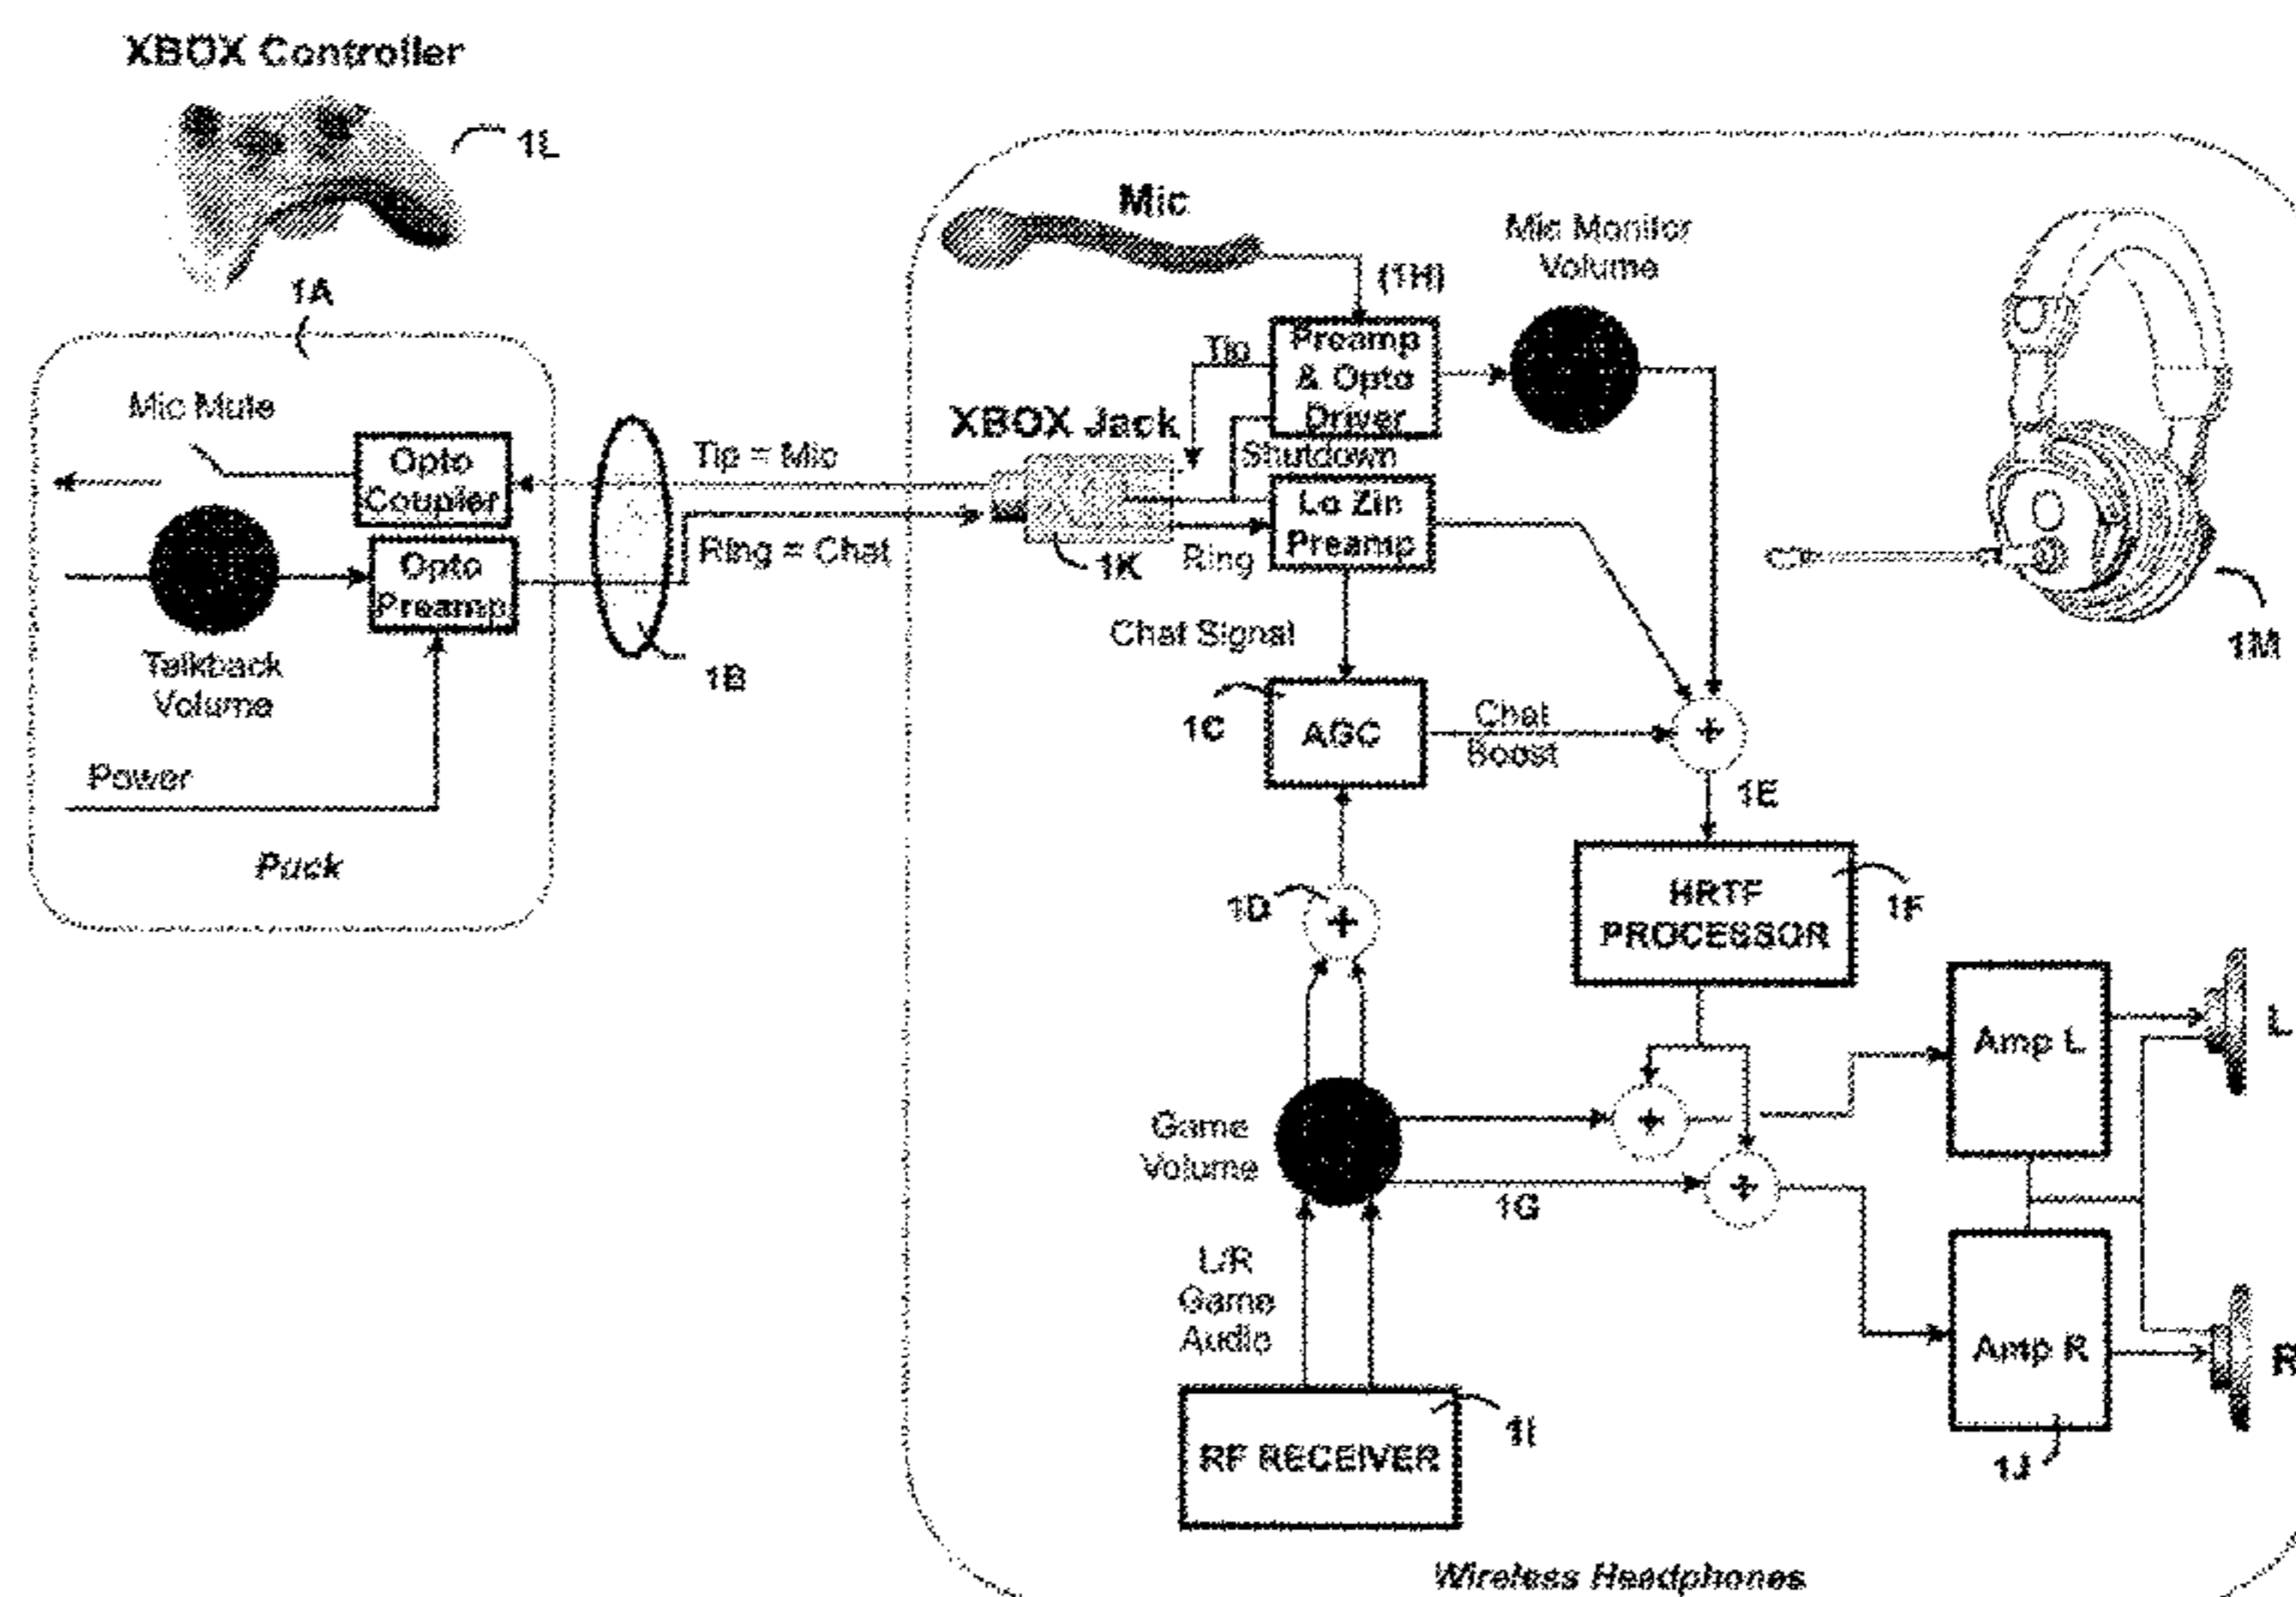 XBOX Controller
1L
1A
Mic Mute
Opto
Coupler
Opto
Preamp
Talkback
Volume
Power
Puck
Tip = Mic
Ring = Chat
1B
Mic
(1H)
Mic Monitor
Volume
Tip
Preamp
& Opto
Driver
XBOX Jack
Shutdown
Lo Zin
Preamp
1K
Ring
Chat Signal
1M
1C
AGC
Chat
Boost
+
1E
1D
+
HRTF
PROCESSOR
1F
Amp L
L
Game
Volume
+
1G
+
L/R
Game
Audio
Amp R
R
RF RECEIVER
1I
1J
Wireless Headphones